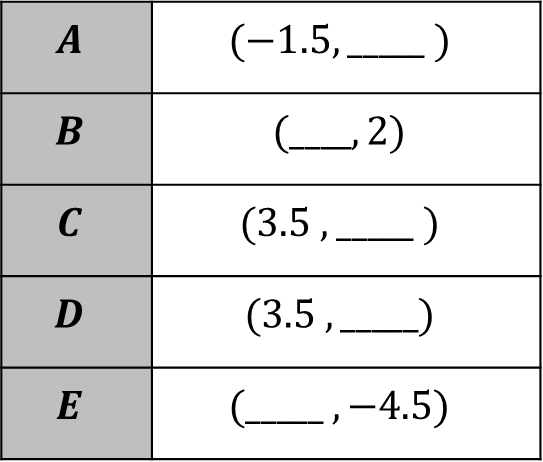 A (−1.5, _____ )
B (____, 2)
C (3.5 , _____ )
D (3.5 , _____)
E (_____ , −4.5)